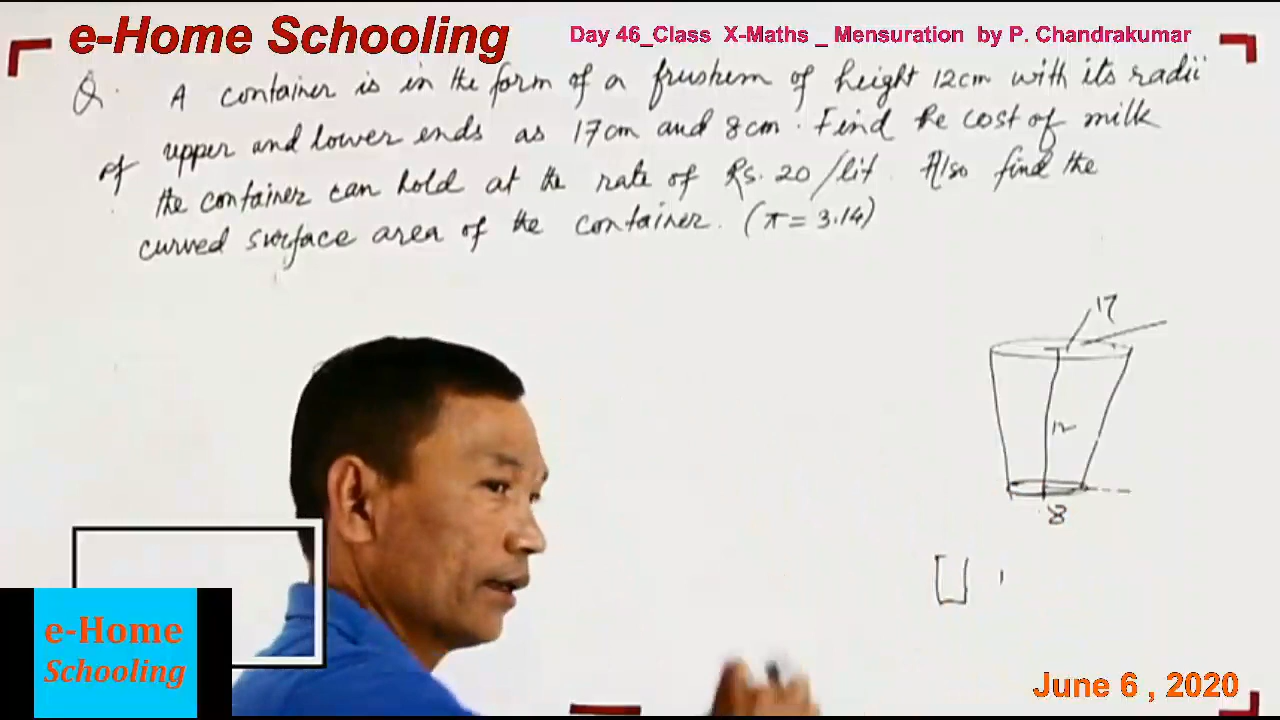 e-Home Schooling
Day 46_Class X-Maths _ Mensuration by P. Chandrakumar
Q. A container is in the form of a frustem of height 12cm with its radii
of upper and lower ends as 17cm and 8cm. Find the cost of milk
the container can hold at the rate of Rs. 20/lit. Also find the
curved surface area of the container. (π = 3.14)
17
12
8
e-Home
Schooling
June 6 , 2020